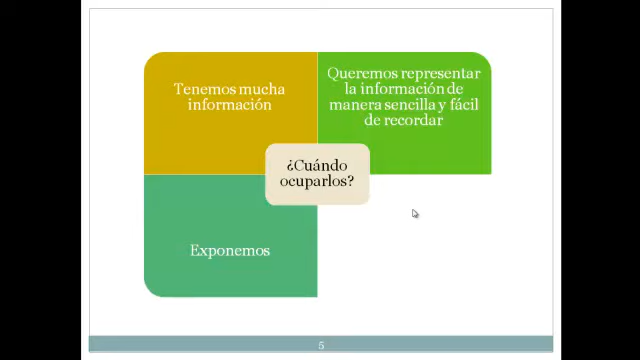 Tenemos mucha
información
Queremos representar
la información de
manera sencilla y fácil
de recordar
¿Cuándo
ocuparlos?
Exponemos
5